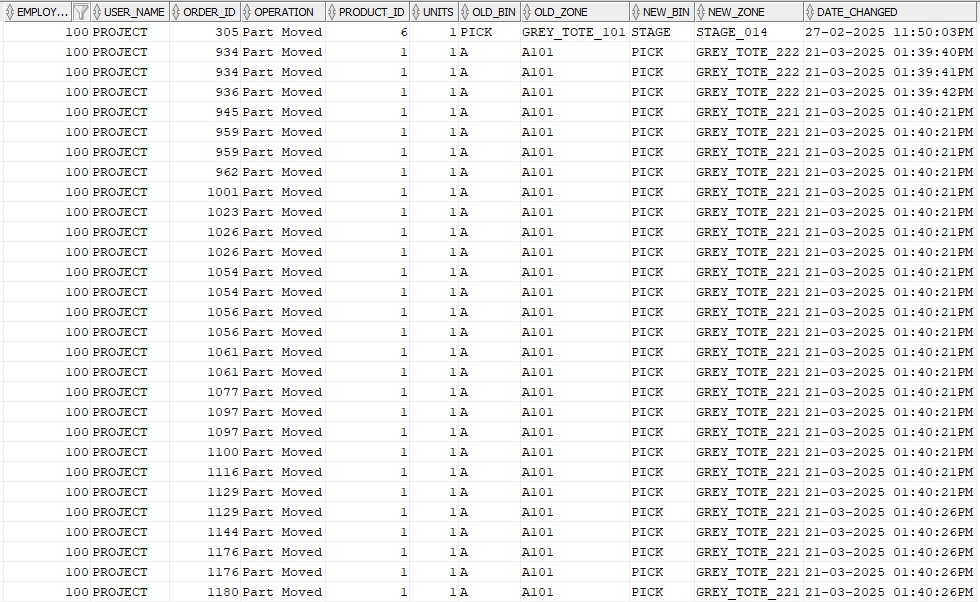 EMPLOY... USER_NAME ORDER_ID OPERATION PRODUCT_ID UNITS OLD_BIN OLD_ZONE NEW_BIN NEW_ZONE DATE_CHANGED
100 PROJECT 305 Part Moved 6 1 PICK GREY_TOTE_101 STAGE STAGE_014 27-02-2025 11:50:03PM
100 PROJECT 934 Part Moved 1 1 A A101 PICK GREY_TOTE_222 21-03-2025 01:39:40PM
100 PROJECT 934 Part Moved 1 1 A A101 PICK GREY_TOTE_222 21-03-2025 01:39:41PM
100 PROJECT 936 Part Moved 1 1 A A101 PICK GREY_TOTE_222 21-03-2025 01:39:42PM
100 PROJECT 945 Part Moved 1 1 A A101 PICK GREY_TOTE_221 21-03-2025 01:40:21PM
100 PROJECT 959 Part Moved 1 1 A A101 PICK GREY_TOTE_221 21-03-2025 01:40:21PM
100 PROJECT 959 Part Moved 1 1 A A101 PICK GREY_TOTE_221 21-03-2025 01:40:21PM
100 PROJECT 962 Part Moved 1 1 A A101 PICK GREY_TOTE_221 21-03-2025 01:40:21PM
100 PROJECT 1001 Part Moved 1 1 A A101 PICK GREY_TOTE_221 21-03-2025 01:40:21PM
100 PROJECT 1023 Part Moved 1 1 A A101 PICK GREY_TOTE_221 21-03-2025 01:40:21PM
100 PROJECT 1026 Part Moved 1 1 A A101 PICK GREY_TOTE_221 21-03-2025 01:40:21PM
100 PROJECT 1026 Part Moved 1 1 A A101 PICK GREY_TOTE_221 21-03-2025 01:40:21PM
100 PROJECT 1054 Part Moved 1 1 A A101 PICK GREY_TOTE_221 21-03-2025 01:40:21PM
100 PROJECT 1054 Part Moved 1 1 A A101 PICK GREY_TOTE_221 21-03-2025 01:40:21PM
100 PROJECT 1056 Part Moved 1 1 A A101 PICK GREY_TOTE_221 21-03-2025 01:40:21PM
100 PROJECT 1056 Part Moved 1 1 A A101 PICK GREY_TOTE_221 21-03-2025 01:40:21PM
100 PROJECT 1061 Part Moved 1 1 A A101 PICK GREY_TOTE_221 21-03-2025 01:40:21PM
100 PROJECT 1061 Part Moved 1 1 A A101 PICK GREY_TOTE_221 21-03-2025 01:40:21PM
100 PROJECT 1077 Part Moved 1 1 A A101 PICK GREY_TOTE_221 21-03-2025 01:40:21PM
100 PROJECT 1097 Part Moved 1 1 A A101 PICK GREY_TOTE_221 21-03-2025 01:40:21PM
100 PROJECT 1097 Part Moved 1 1 A A101 PICK GREY_TOTE_221 21-03-2025 01:40:21PM
100 PROJECT 1100 Part Moved 1 1 A A101 PICK GREY_TOTE_221 21-03-2025 01:40:21PM
100 PROJECT 1116 Part Moved 1 1 A A101 PICK GREY_TOTE_221 21-03-2025 01:40:21PM
100 PROJECT 1129 Part Moved 1 1 A A101 PICK GREY_TOTE_221 21-03-2025 01:40:21PM
100 PROJECT 1129 Part Moved 1 1 A A101 PICK GREY_TOTE_221 21-03-2025 01:40:26PM
100 PROJECT 1144 Part Moved 1 1 A A101 PICK GREY_TOTE_221 21-03-2025 01:40:26PM
100 PROJECT 1176 Part Moved 1 1 A A101 PICK GREY_TOTE_221 21-03-2025 01:40:26PM
100 PROJECT 1176 Part Moved 1 1 A A101 PICK GREY_TOTE_221 21-03-2025 01:40:26PM
100 PROJECT 1180 Part Moved 1 1 A A101 PICK GREY_TOTE_221 21-03-2025 01:40:26PM